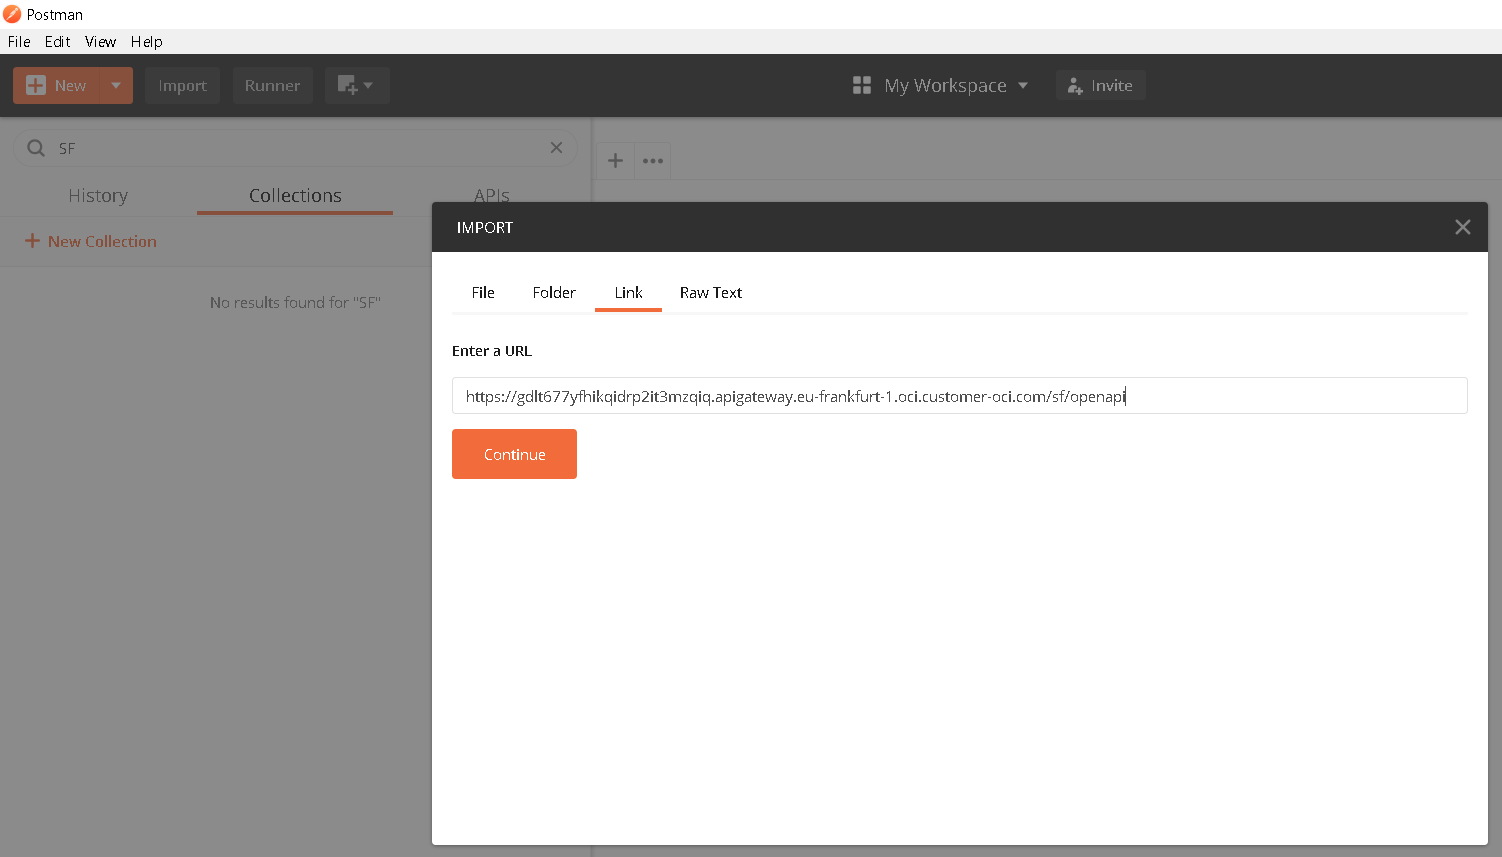 Postman
File Edit View Help
New Import Runner My Workspace Invite
SF
History Collections APIs
New Collection
No results found for "SF"
IMPORT
File Folder Link Raw Text
Enter a URL
https://gdlt677yfhikqidrp2it3mzqiq.apigateway.eu-frankfurt-1.oci.customer-oci.com/sf/openapi
Continue